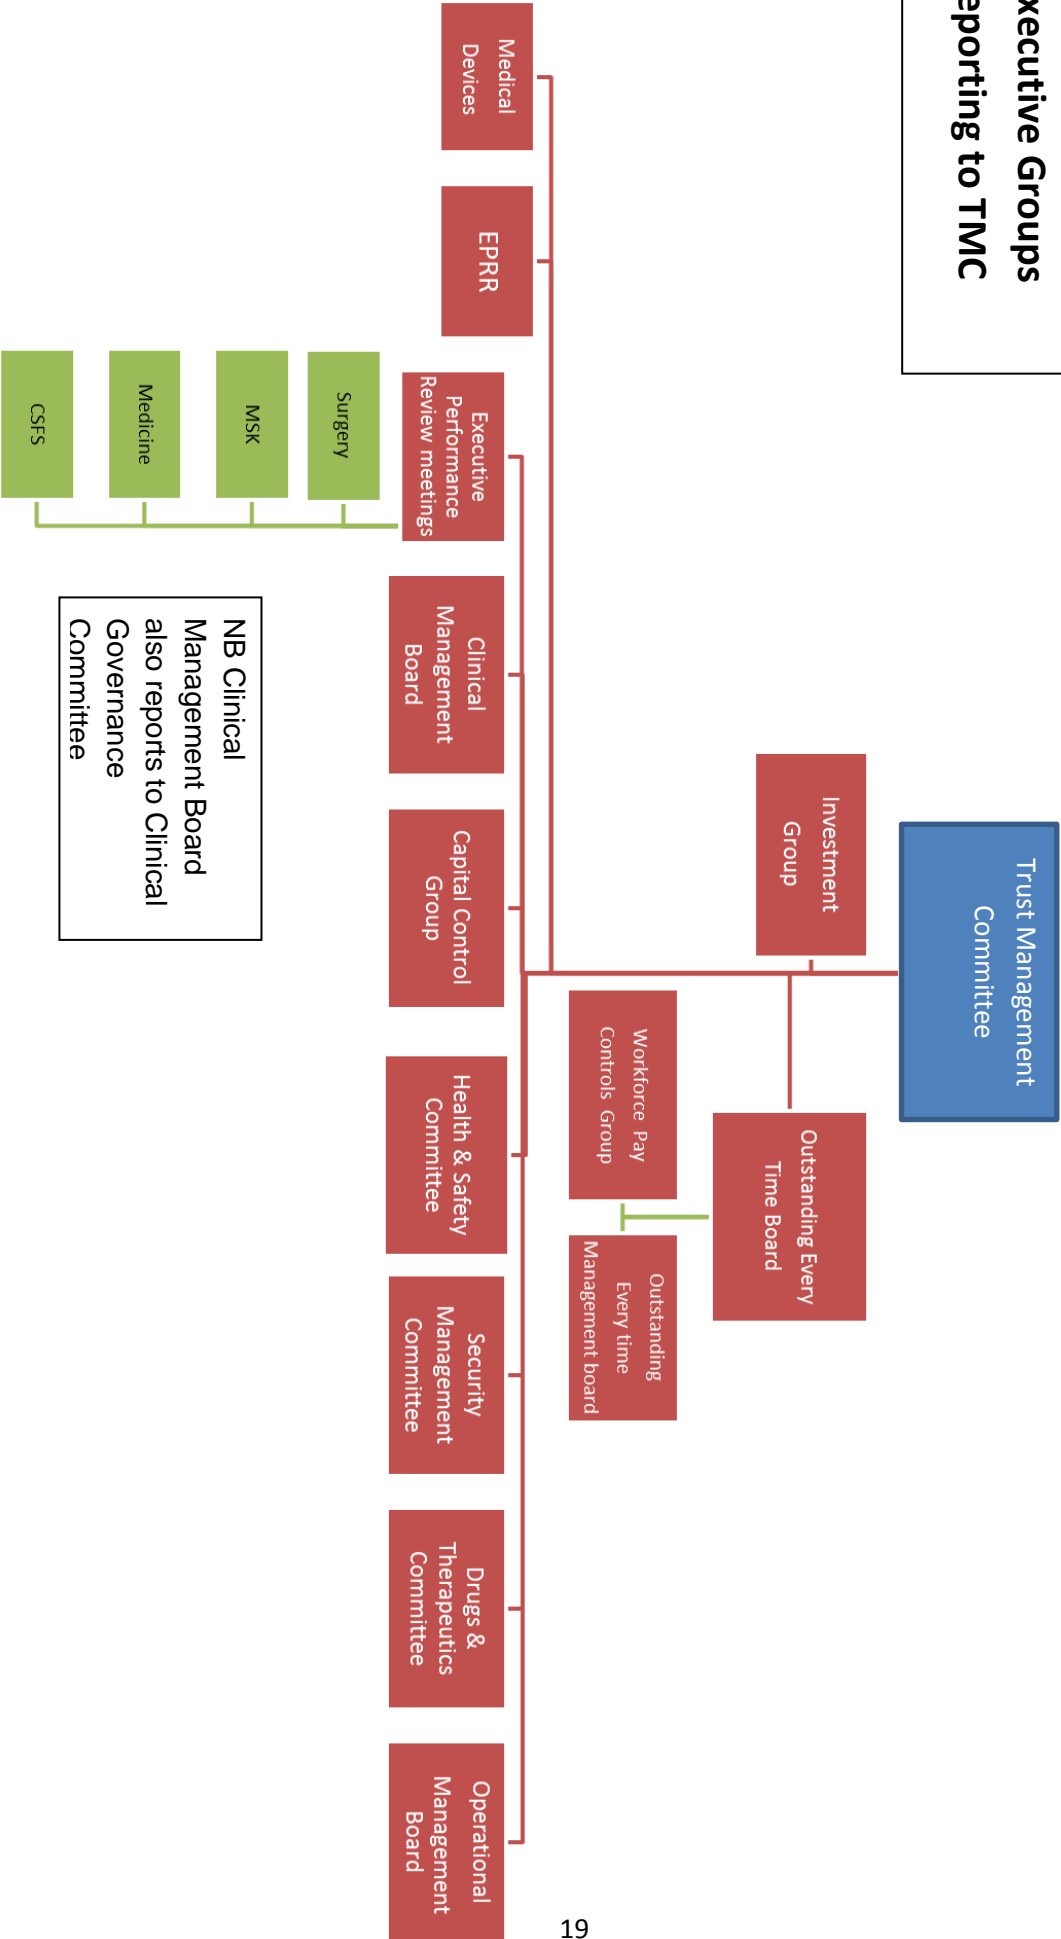 xecutive Groups
eporting to TMC
Trust Management
Committee
Investment
Group
Outstanding Every
Time Board
Workforce Pay
Controls Group
Outstanding
Every time
Management board
Medical
Devices
EPRR
Executive
Performance
Review meetings
Clinical
Management
Board
Capital Control
Group
Health & Safety
Committee
Security
Management
Committee
Drugs &
Therapeutics
Committee
Operational
Management
Board
Surgery
MSK
Medicine
CSFS
NB Clinical
Management Board
also reports to Clinical
Governance
Committee
19